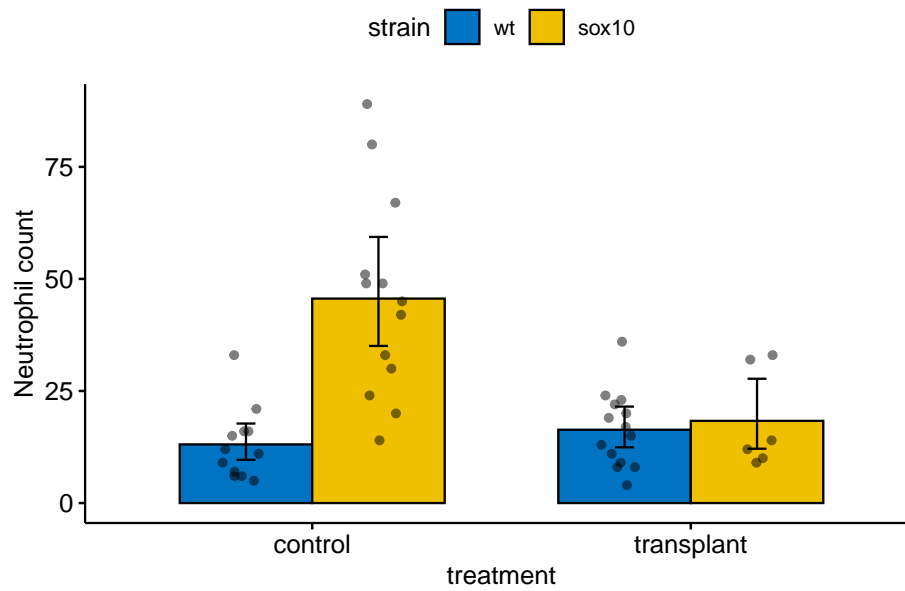 strain wt sox10
Neutrophil count
75
50
25
0
control transplant
treatment